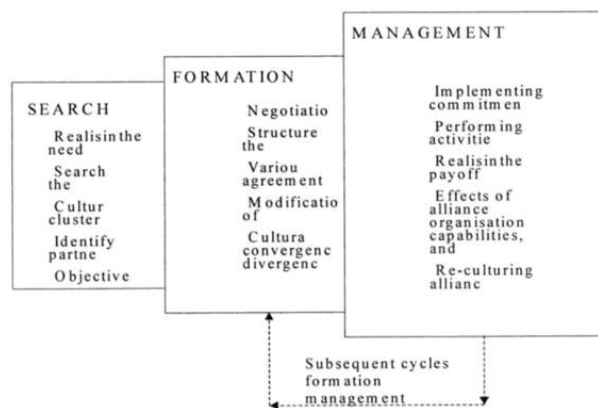 SEARCH
Realisinthe
need
Search
the
Cultur
cluster
Identify
partne
Objective
FORMATION
Negotiatio
Structure
the
Variou
agreement
Modificatio
of
Cultura
convergenc
divergenc
MANAGEMENT
Implementing
commitmen
Performing
activitie
Realisinthe
payoff
Effects of
alliance
organisation
capabilities,
and
Re-culturing
allianc
Subsequent cycles
formation
management